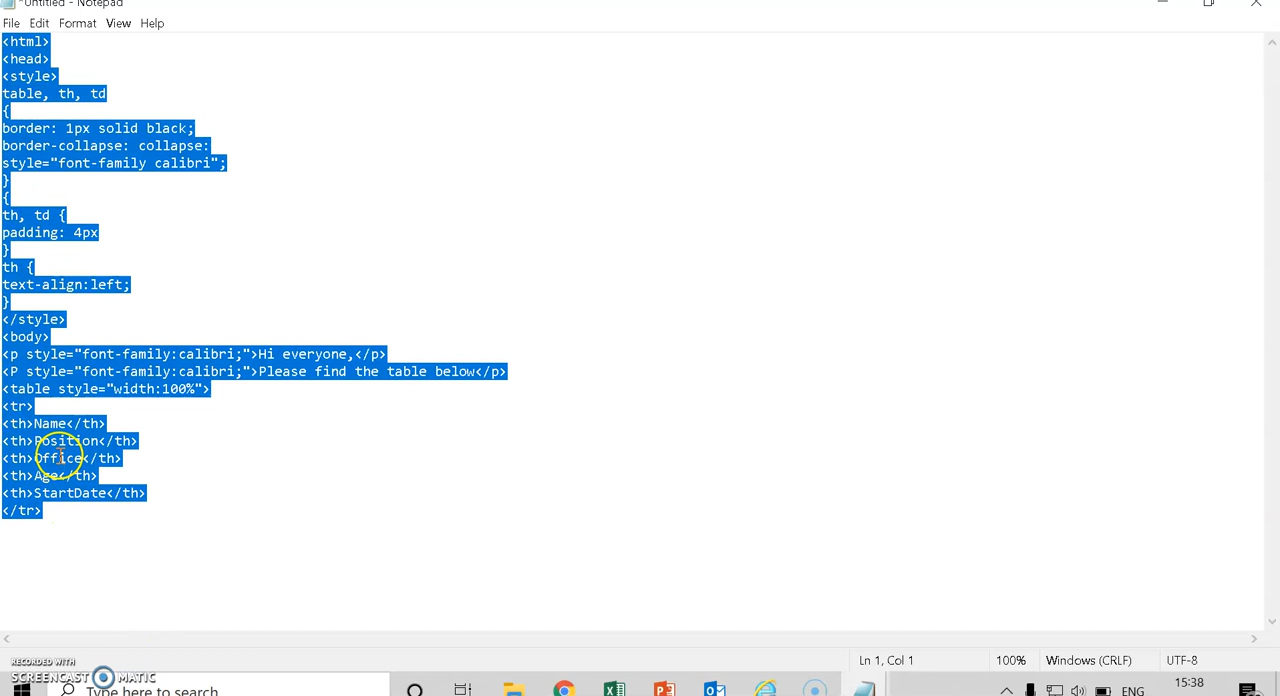 *Untitled - Notepad
File Edit Format View Help
<html>
<head>
<style>
table, th, td
{
border: 1px solid black;
border-collapse: collapse:
style="font-family calibri";
}
{
th, td {
padding: 4px
}
th {
text-align:left;
}
</style>
<body>
<p style="font-family:calibri;">Hi everyone,</p>
<P style="font-family:calibri;">Please find the table below</p>
<table style="width:100%">
<tr>
<th>Name</th>
<th>Position</th>
<th>Office</th>
<th>Age</th>
<th>StartDate</th>
</tr>
Ln 1, Col 1 100% Windows (CRLF) UTF-8
RECORDED WITH
SCREENCAST MATIC
Type here to search
ENG
15:38